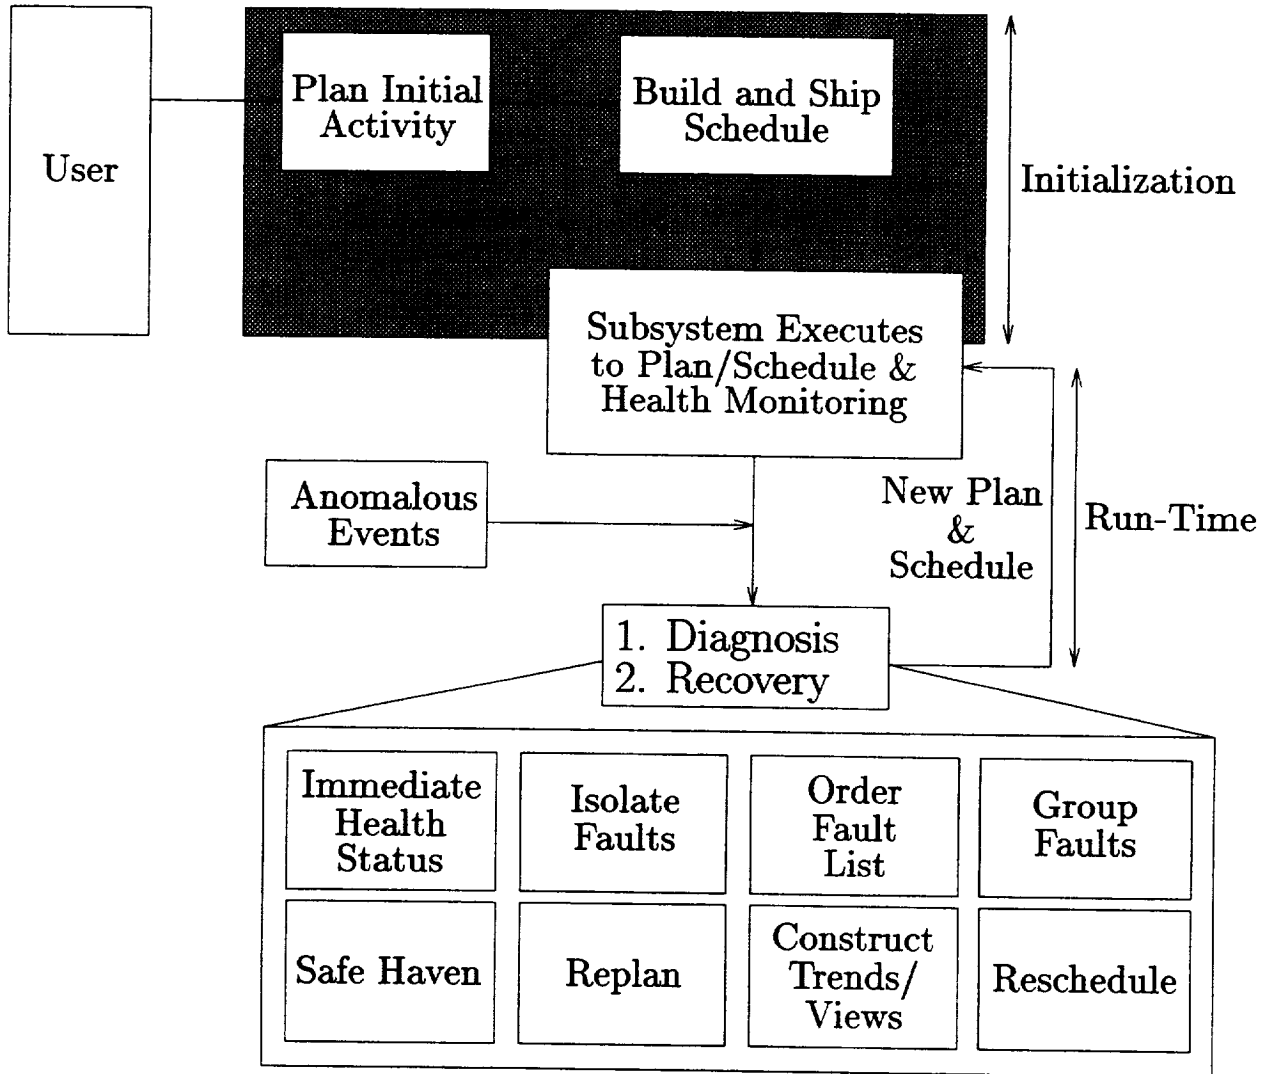 User
Plan Initial
Activity
Build and Ship
Schedule
Initialization
Subsystem Executes
to Plan/Schedule &
Health Monitoring
Anomalous
Events
New Plan
&
Schedule
Run-Time
1. Diagnosis
2. Recovery
Immediate
Health
Status
Isolate
Faults
Order
Fault
List
Group
Faults
Safe Haven
Replan
Construct
Trends/
Views
Reschedule